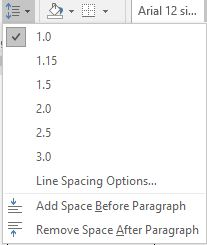 Arial 12 si...
1.0
1.15
1.5
2.0
2.5
3.0
Line Spacing Options...
Add Space Before Paragraph
Remove Space After Paragraph